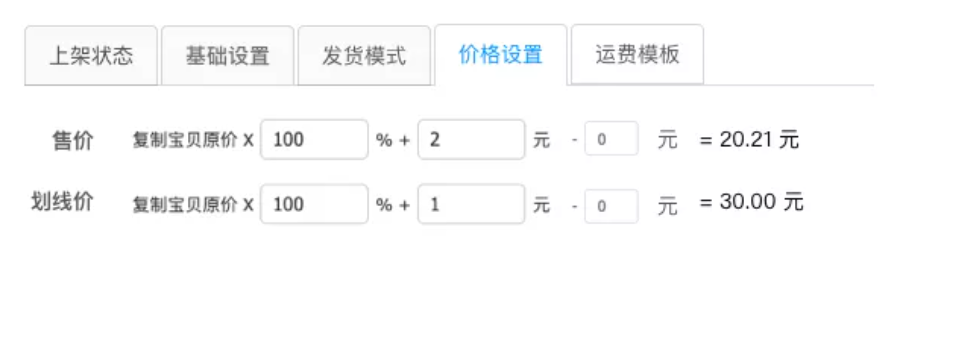 上架状态 基础设置 发货模式 价格设置 运费模板
售价 复制宝贝原价 X 100 % + 2 元 - 0 元 = 20.21 元
划线价 复制宝贝原价 X 100 % + 1 元 - 0 元 = 30.00 元